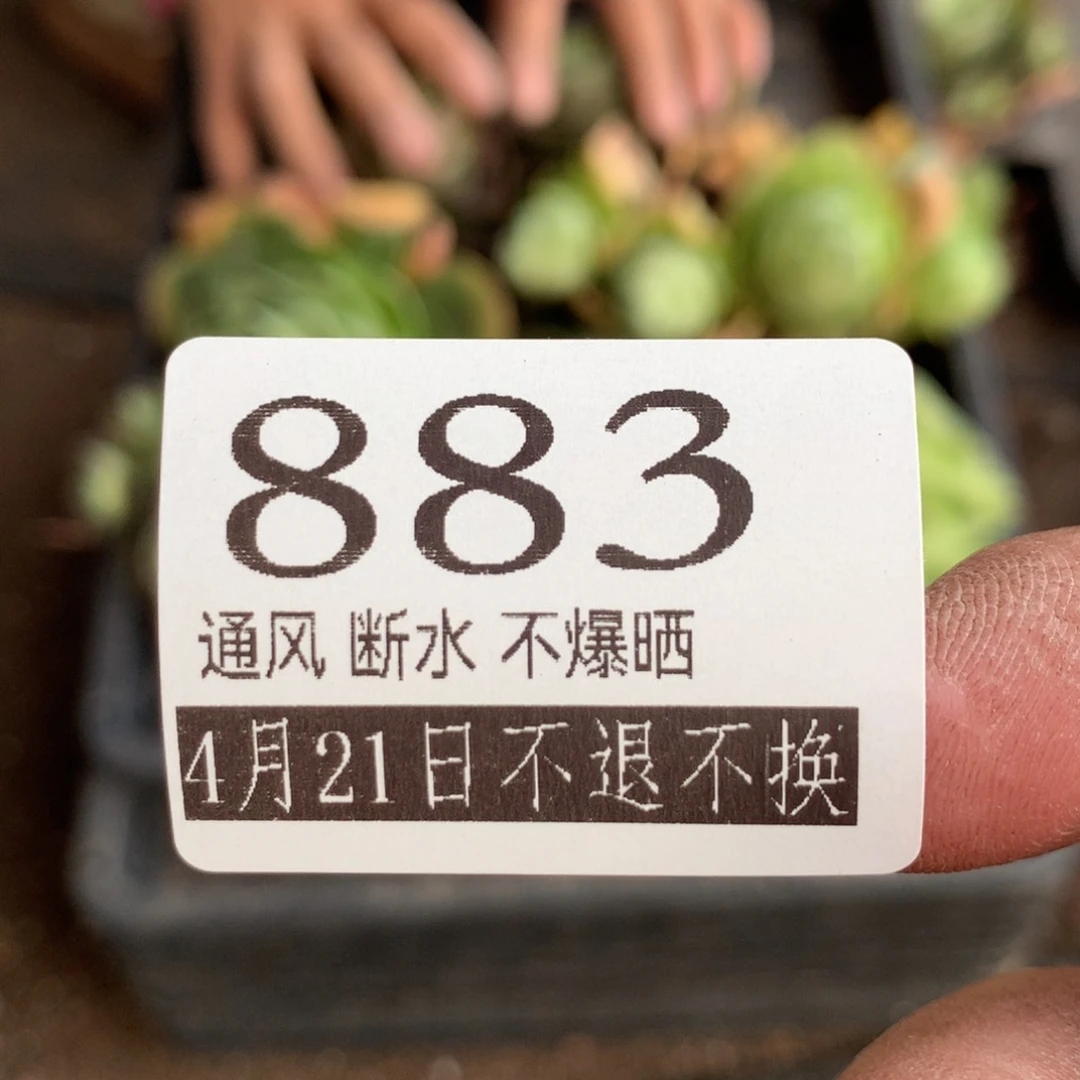 883
通风 断水 不爆晒
4月21日不退不换